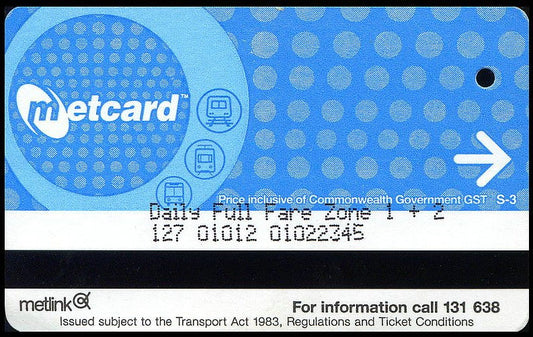 metcard™
Price inclusive of Commonwealth Government GST S-3
Daily Full Fare Zone 1 + 2
127 01012 01022345
metlink
For information call 131 638
Issued subject to the Transport Act 1983, Regulations and Ticket Conditions